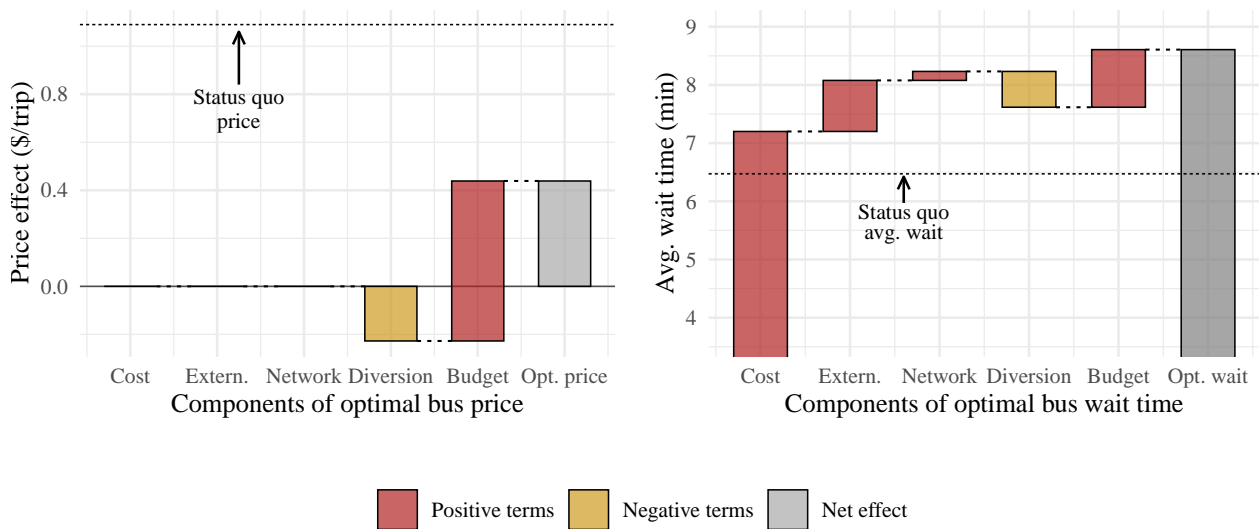 Price effect ($/trip)
0.8
0.4
0.0
Status quo
price
Cost Extern. Network Diversion Budget Opt. price
Components of optimal bus price
Avg. wait time (min)
9
8
7
6
5
4
Status quo
avg. wait
Cost Extern. Network Diversion Budget Opt. wait
Components of optimal bus wait time
Positive terms Negative terms Net effect